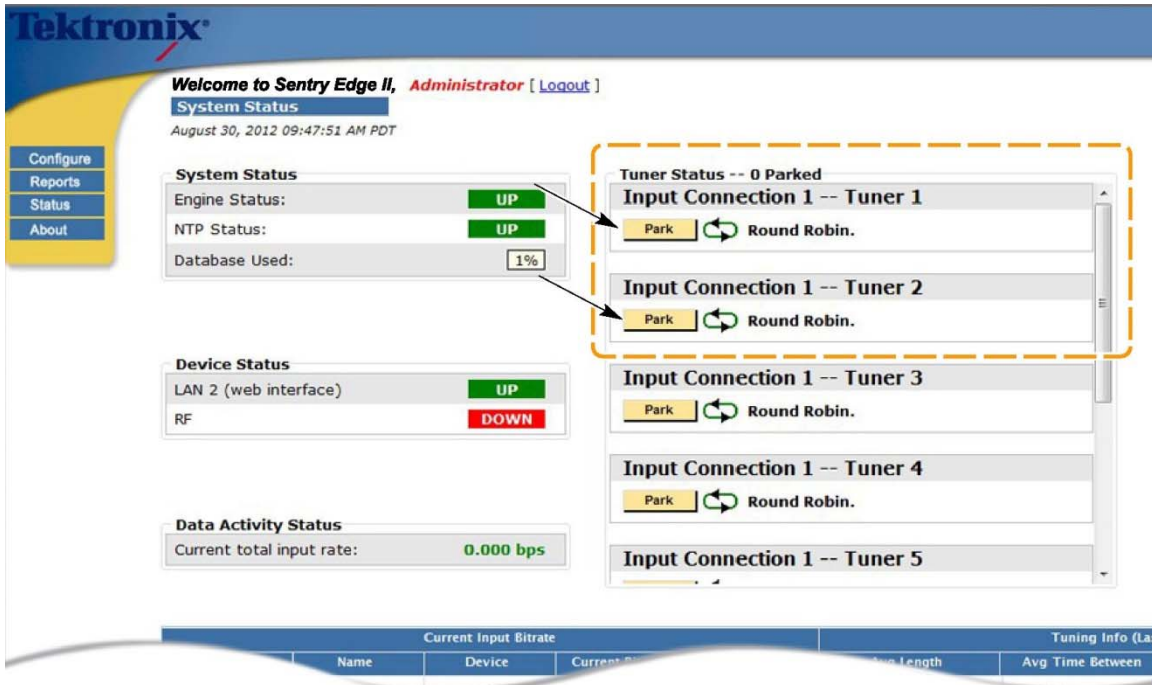 Tektronix
Welcome to Sentry Edge II, Administrator [ Logout ]
System Status
August 30, 2012 09:47:51 AM PDT
Configure
Reports
Status
About
System Status
Engine Status: UP
NTP Status: UP
Database Used: 1%
Device Status
LAN 2 (web interface) UP
RF DOWN
Data Activity Status
Current total input rate: 0.000 bps
Tuner Status -- 0 Parked
Input Connection 1 -- Tuner 1
Park Round Robin.
Input Connection 1 -- Tuner 2
Park Round Robin.
Input Connection 1 -- Tuner 3
Park Round Robin.
Input Connection 1 -- Tuner 4
Park Round Robin.
Input Connection 1 -- Tuner 5
Current Input Bitrate Tuning Info (La
Name Device Current Length Avg Time Between